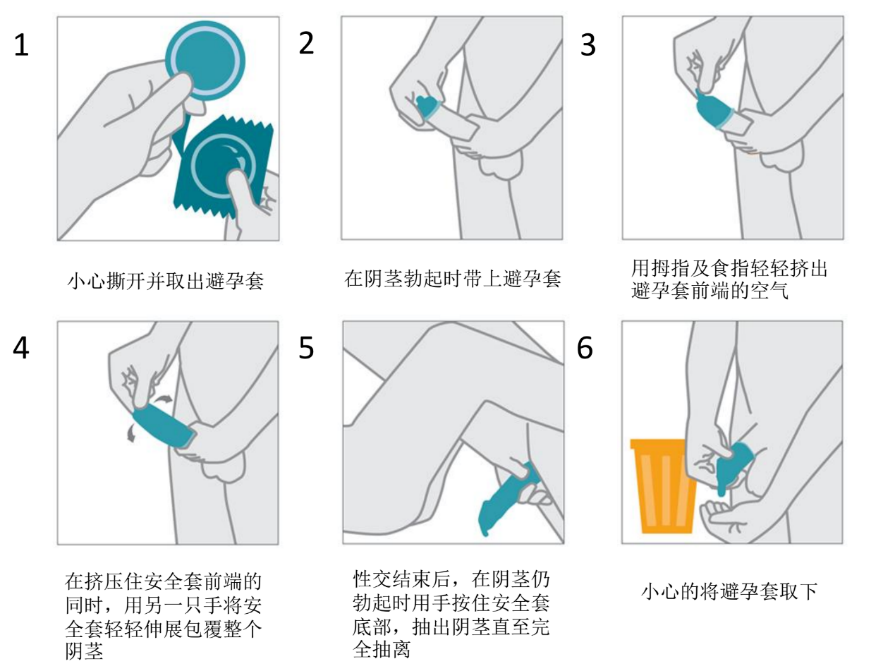 1
小心撕开并取出避孕套
2
在阴茎勃起时带上避孕套
3
用拇指及食指轻轻挤出
避孕套前端的空气
4
在挤压住安全套前端的
同时，用另一只手将安
全套轻轻伸展包覆整个
阴茎
5
性交结束后，在阴茎仍
勃起时用手按住安全套
底部，抽出阴茎直至完
全抽离
6
小心的将避孕套取下